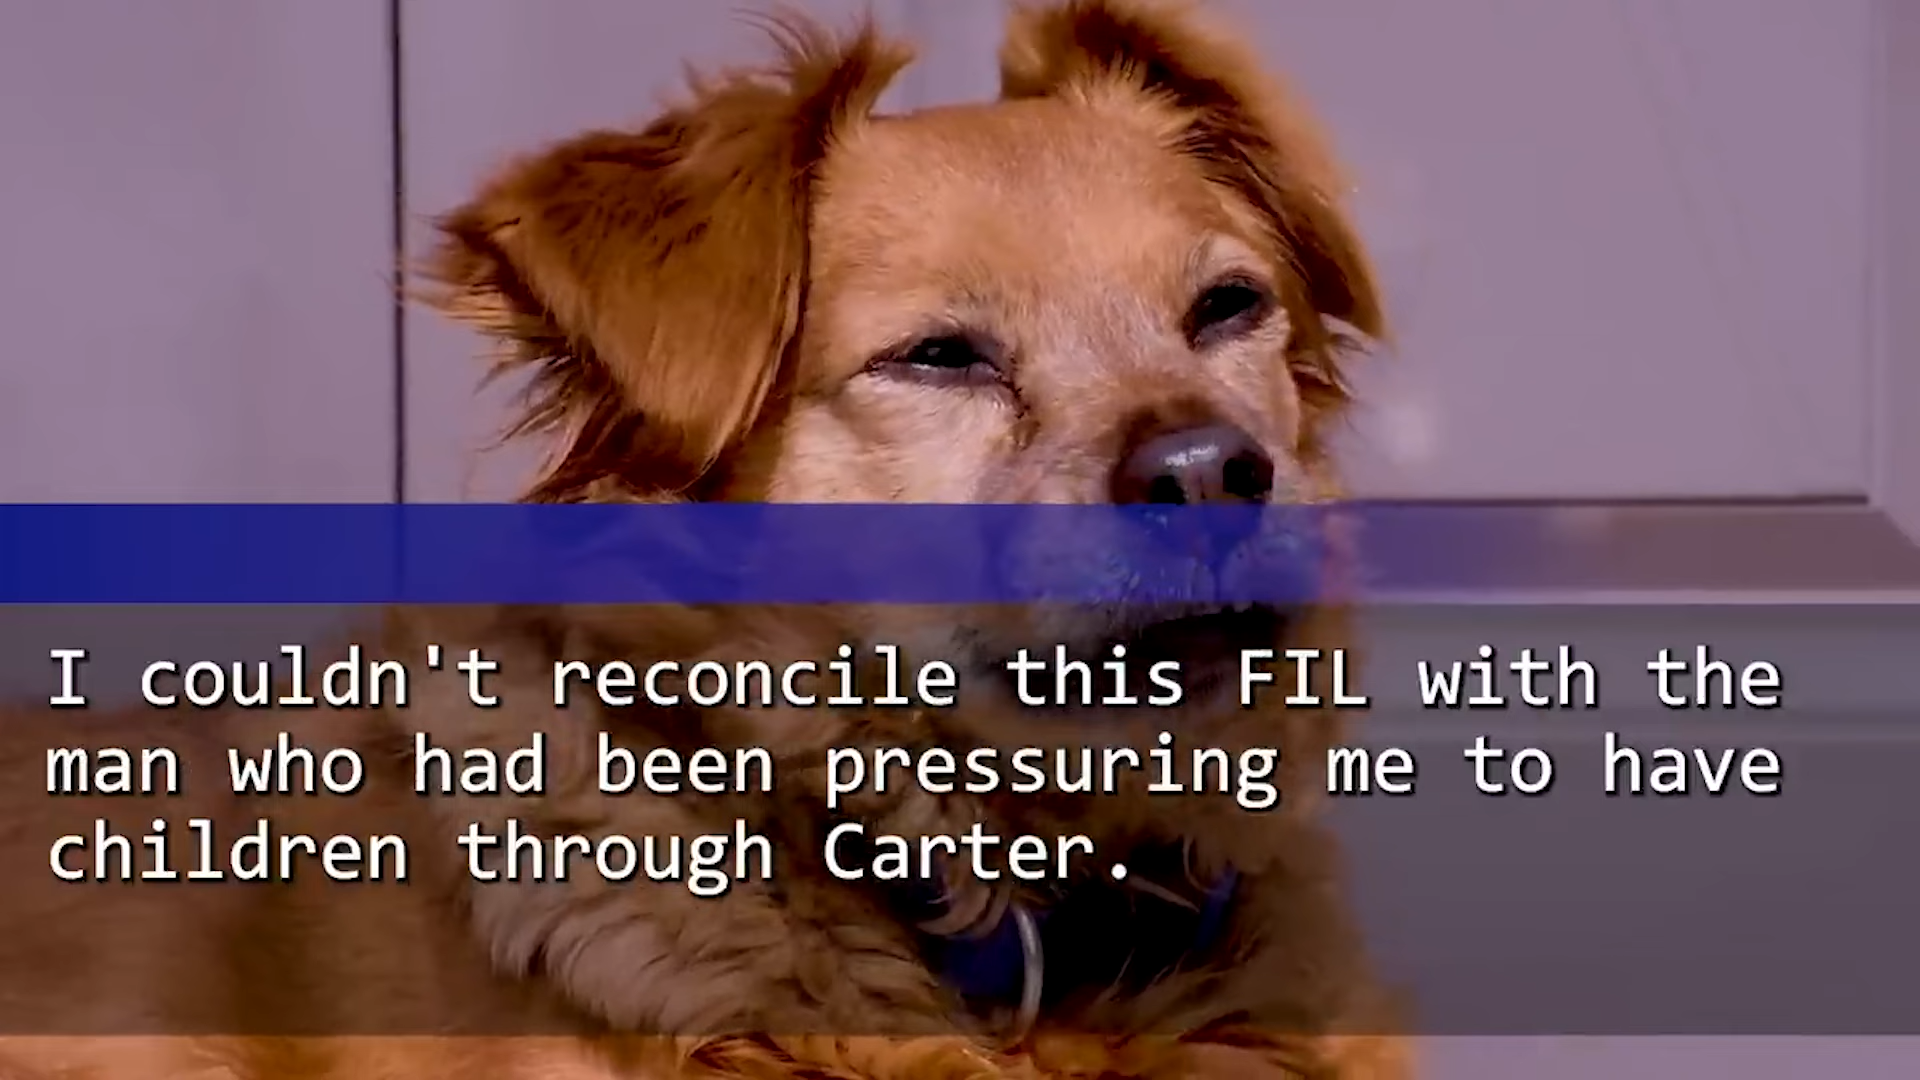 I couldn't reconcile this FIL with the
man who had been pressuring me to have
children through Carter.